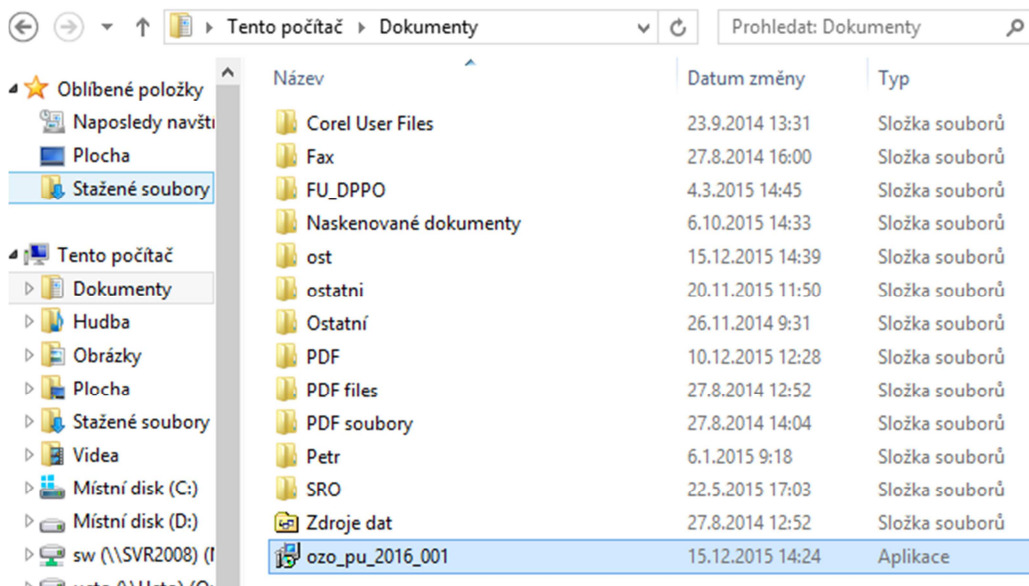 Tento počítač Dokumenty Prohledat: Dokumenty
Název Datum změny Typ
Oblíbené položky
Naposledy
Plocha
Stažené soubory
Tento počítač
Dokumenty
Hudba
Obrázky
Plocha
Stažené soubory
Videa
Místní disk (C:)
Místní disk (D:)
sw (\\SVR2008)
Corel User Files 23.9.2014 13:31 Složka souborů
Fax 27.8.2014 16:00 Složka souborů
FU_DPPO 4.3.2015 14:45 Složka souborů
Naskenované dokumenty 6.10.2015 14:33 Složka souborů
ost 15.12.2015 14:39 Složka souborů
ostatni 20.11.2015 11:50 Složka souborů
Ostatní 26.11.2015 9:31 Složka souborů
PDF 10.12.2015 12:28 Složka souborů
PDF files 27.8.2014 12:52 Složka souborů
PDF soubory 27.8.2014 14:04 Složka souborů
Petr 6.1.2015 9:18 Složka souborů
SRO 22.5.2015 17:03 Složka souborů
Zdroje dat 27.8.2014 12:52 Složka souborů
ozo_pu_2016_001 15.12.2015 14:24 Aplikace